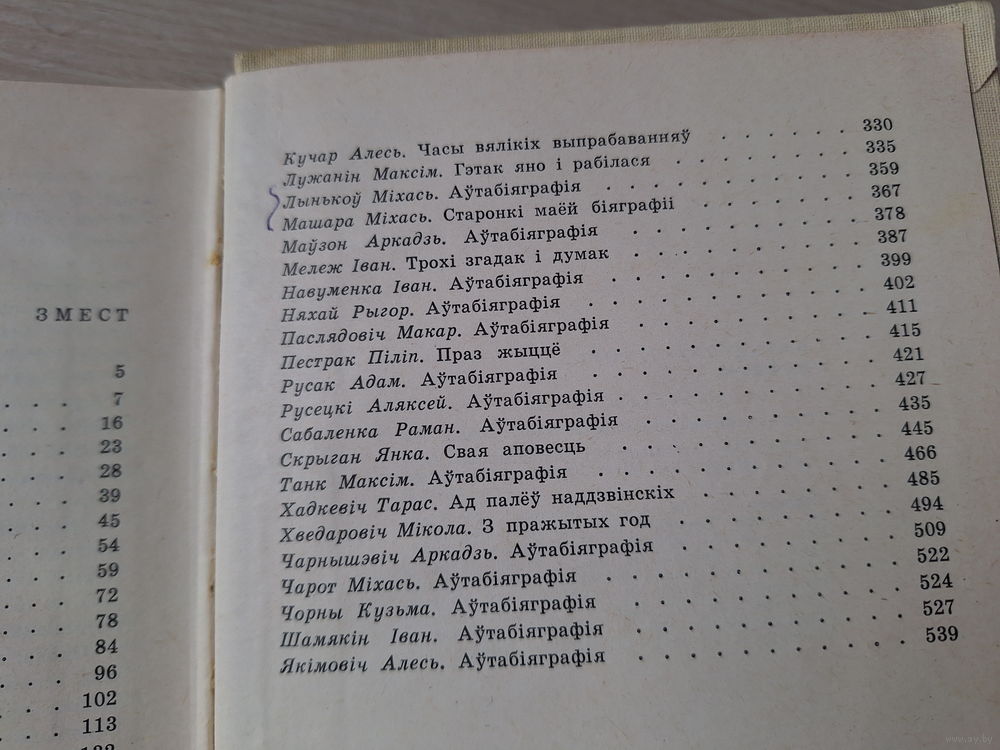 ЗМЕСТ
5
. . . 7
. . . 16
. . . 23
. . . 28
. . . 39
. . . 45
. . . 54
. . . 59
. . . 72
. . . 78
. . . 84
. . . 96
. . . 102
. . . 113
Кучар Алесь. Часы вялікіх выпрабаванняў . . . . . . 330
Лужанін Максім. Гэтак яно і рабілася . . . . . . . 335
Лынькоў Міхась. Аўтабіяграфія . . . . . . . . . 359
Машара Міхась. Старонкі маёй біяграфіі . . . . . . 367
Маўзон Аркадзь. Аўтабіяграфія . . . . . . . . . 378
Мележ Іван. Трохі згадак і думак . . . . . . . . 387
Навуменка Іван. Аўтабіяграфія . . . . . . . . . 399
Няхай Рыгор. Аўтабіяграфія . . . . . . . . . . 402
Паслядовіч Макар. Аўтабіяграфія . . . . . . . . 411
Пестрак Піліп. Праз жыццё . . . . . . . . . . 415
Русак Адам. Аўтабіяграфія . . . . . . . . . . 421
Русецкі Аляксей. Аўтабіяграфія . . . . . . . . . 427
Сабаленка Раман. Аўтабіяграфія . . . . . . . . 435
Скрыган Янка. Свая аповесць . . . . . . . . . 445
Танк Максім. Аўтабіяграфія . . . . . . . . . . 466
Хадкевіч Тарас. Ад палёў наддзвінскіх . . . . . . . 485
Хведаровіч Мікола. З пражытых год . . . . . . . 494
Чарнышэвіч Аркадзь. Аўтабіяграфія . . . . . . . . 509
Чарот Міхась. Аўтабіяграфія . . . . . . . . . . 522
Чорны Кузьма. Аўтабіяграфія . . . . . . . . . 524
Шамякін Іван. Аўтабіяграфія . . . . . . . . . 527
Якімовіч Алесь. Аўтабіяграфія . . . . . . . . . 539
www.ay.by